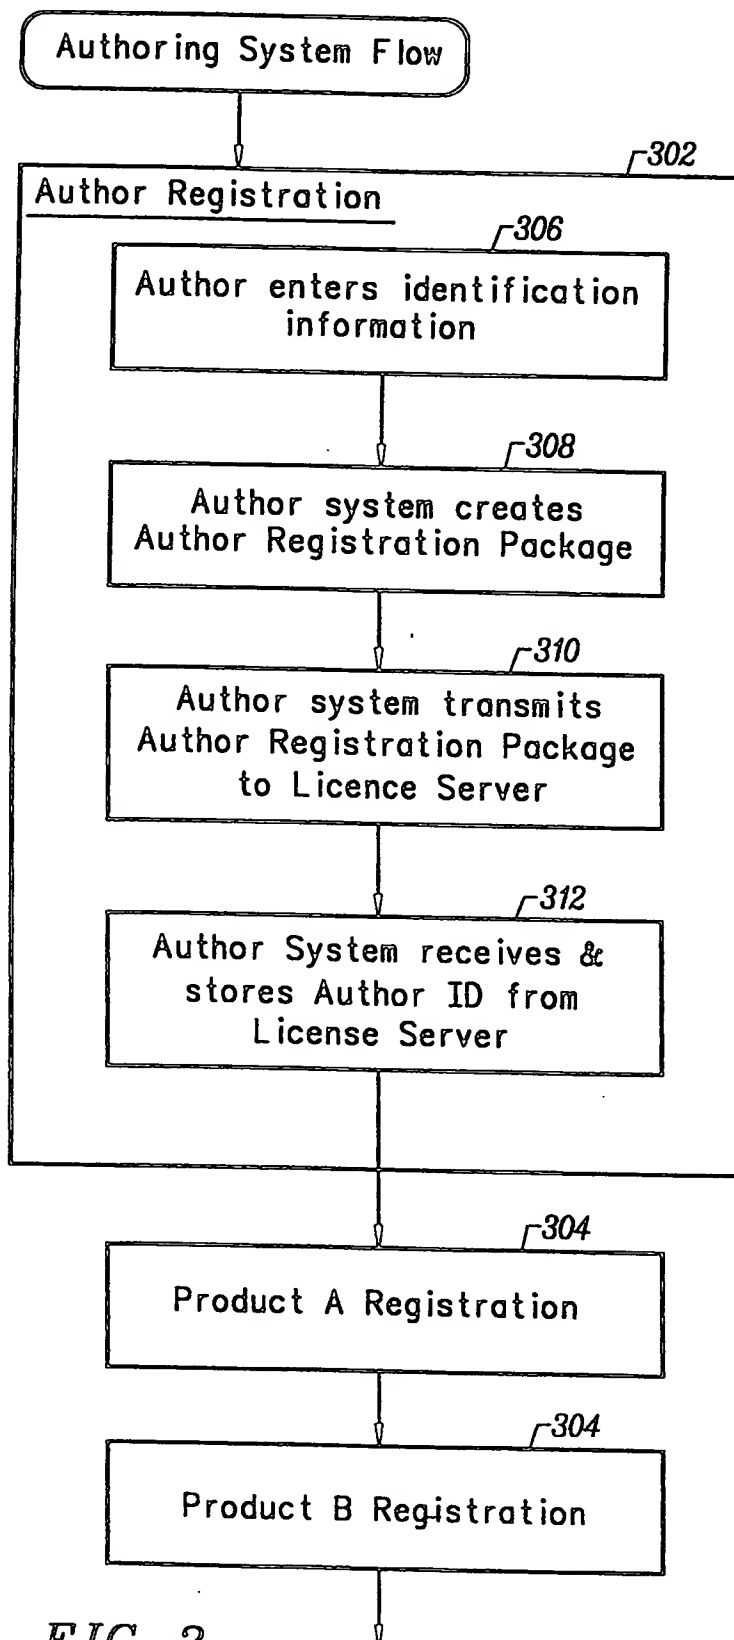 Authoring System Flow
302
Author Registration
306
Author enters identification
information
308
Author system creates
Author Registration Package
310
Author system transmits
Author Registration Package
to Licence Server
312
Author System receives &
stores Author ID from
License Server
304
Product A Registration
304
Product B Registration
FIG.